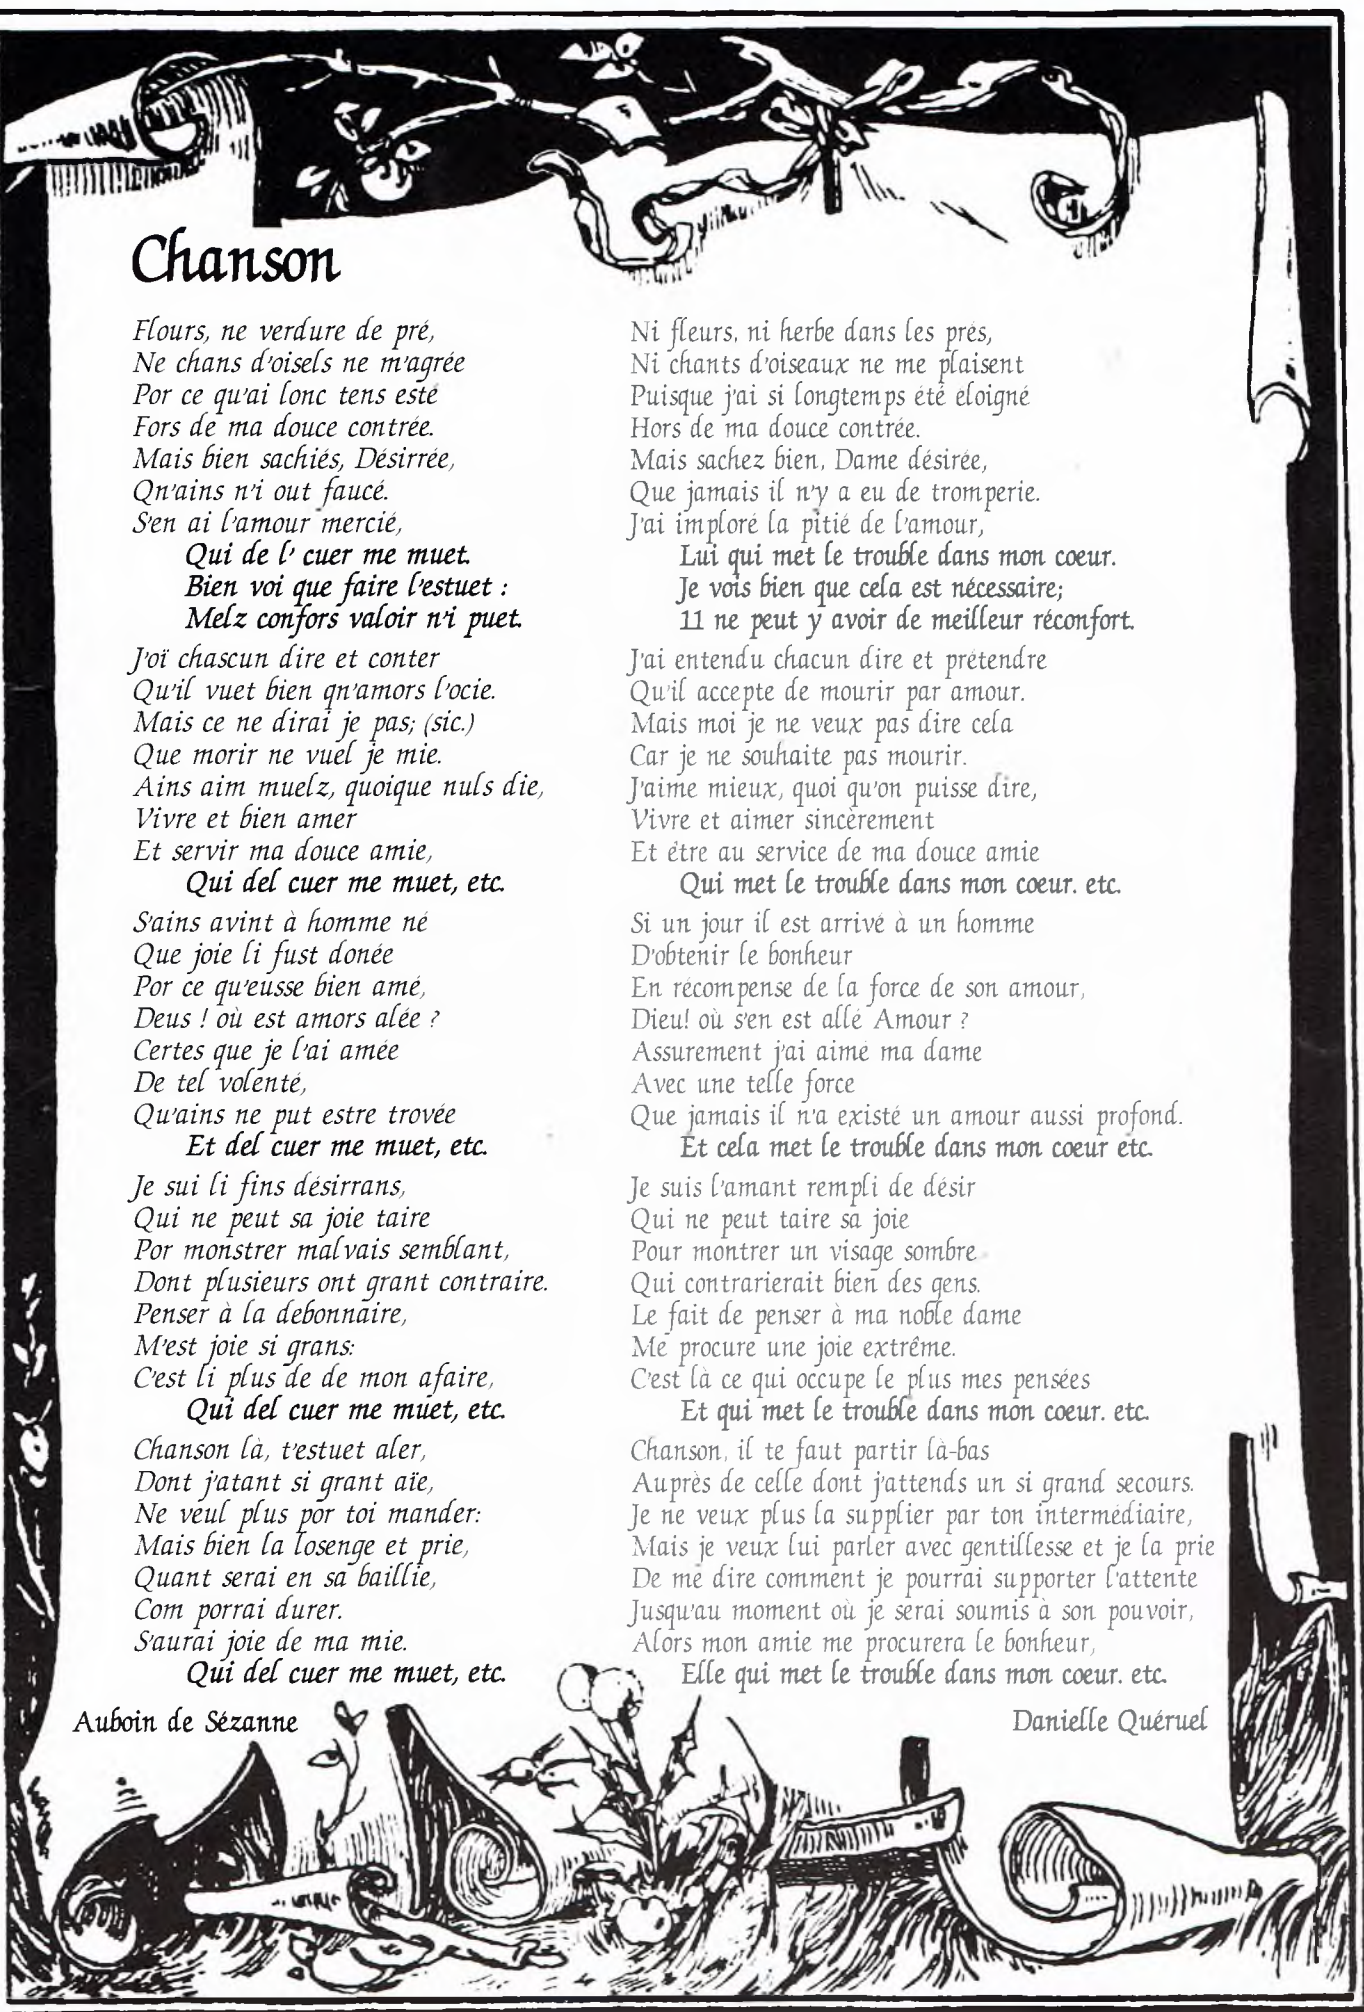 Chanson
Flours, ne verdure de pré,
Ne chans d'oisels ne m'agrée
Por ce qu'ai lonc tens esté
Fors de ma douce contrée.
Mais bien sachiés, Désirrée,
Qn'ains n'i out faucé.
S'en ai l'amour mercié,
Qui de l' cuer me muet.
Bien voi que faire l'estuet :
Melz confors valoir n'i puet.
J'oï chascun dire et conter
Qu'il vuet bien qn'amors l'ocie.
Mais ce ne dirai je pas; (sic.)
Que morir ne vuel je mie.
Ains aim muelz, quoique nuls die,
Vivre et bien amer
Et servir ma douce amie,
Qui del cuer me muet, etc.
S'ains avint à homme né
Que joie li fust donée
Por ce qu'eusse bien amé,
Deus ! où est amors alée ?
Certes que je l'ai amée
De tel volenté,
Qu'ains ne put estre trovée
Et del cuer me muet, etc.
Je sui li fins désirrans,
Qui ne peut sa joie taire
Por monstrer malvais semblant,
Dont plusieurs ont grant contraire.
Penser à la debonnaire,
M'est joie si grans:
C'est li plus de de mon afaire,
Qui del cuer me muet, etc.
Chanson là, t'estuet aler,
Dont j'atant si grant aïe,
Ne veul plus por toi mander:
Mais bien la losenge et prie,
Quant serai en sa baillie,
Com porrai durer.
S'aurai joie de ma mie.
Qui del cuer me muet, etc.
Auboin de Sézanne
Ni fleurs, ni herbe dans les prés,
Ni chants d'oiseaux ne me plaisent
Puisque j'ai si longtemps été eloigné
Hors de ma douce contrée.
Mais sachez bien, Dame désirée,
Que jamais il n'y a eu de tromperie.
J'ai imploré la pitié de l'amour,
Lui qui met le trouble dans mon coeur.
Je vois bien que cela est nécessaire;
11 ne peut y avoir de meilleur réconfort.
J'ai entendu chacun dire et prétendre
Qu'il accepte de mourir par amour.
Mais moi je ne veux pas dire cela
Car je ne souhaite pas mourir.
J'aime mieux, quoi qu'on puisse dire,
Vivre et aimer sincèrement
Et être au service de ma douce amie
Qui met le trouble dans mon coeur. etc.
Si un jour il est arrivé à un homme
D'obtenir le bonheur
En récompense de la force de son amour,
Dieu! où s'en est allé Amour ?
Assurement j'ai aimé ma dame
Avec une telle force
Que jamais il n'a existé un amour aussi profond.
Et cela met le trouble dans mon coeur etc.
Je suis l'amant rempli de désir
Qui ne peut taire sa joie
Pour montrer un visage sombre
Qui contrarierait bien des gens.
Le fait de penser à ma noble dame
Me procure une joie extrême.
C'est là ce qui occupe le plus mes pensées
Et qui met le trouble dans mon coeur. etc.
Chanson, il te faut partir là-bas
Auprès de celle dont j'attends un si grand secours.
Je ne veux plus la supplier par ton intermédiaire,
Mais je veux lui parler avec gentillesse et je la prie
De me dire comment je pourrai supporter l'attente
Jusqu'au moment où je serai soumis à son pouvoir,
Alors mon amie me procurera le bonheur,
Elle qui met le trouble dans mon coeur. etc.
Danielle Quéruel